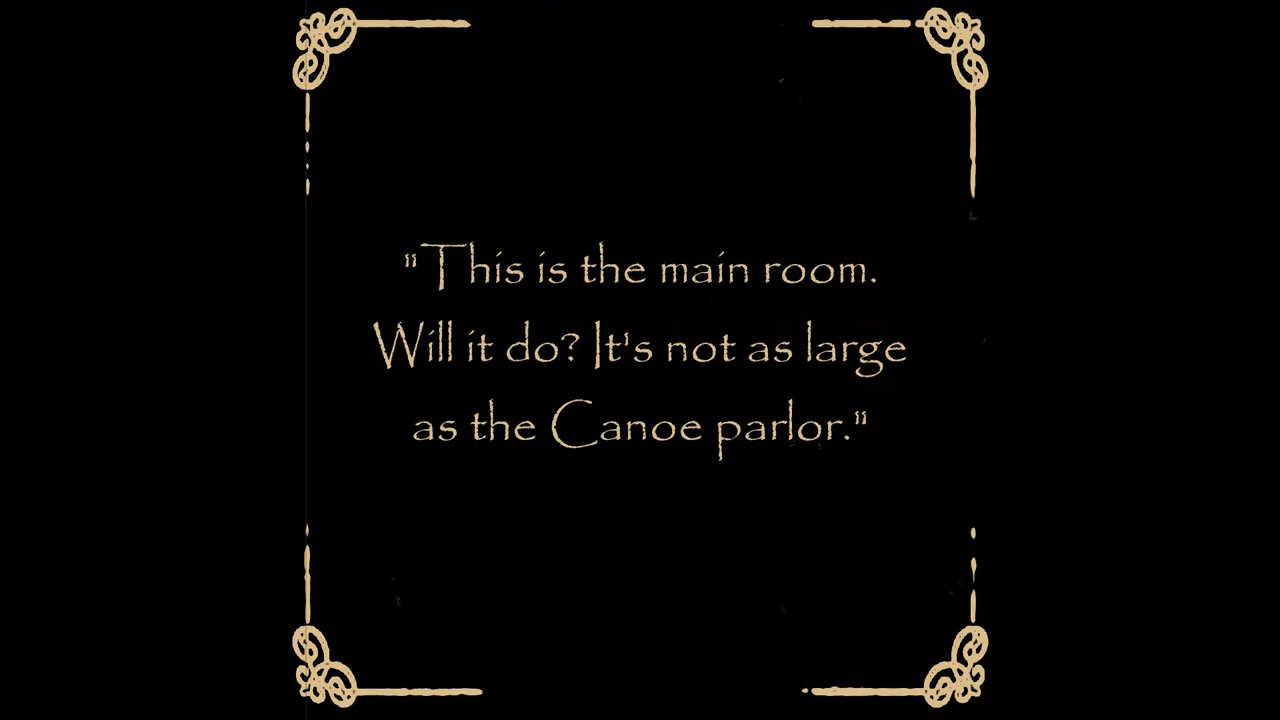 "This is the main room.
Will it do? It's not as large
as the Canoe parlor."